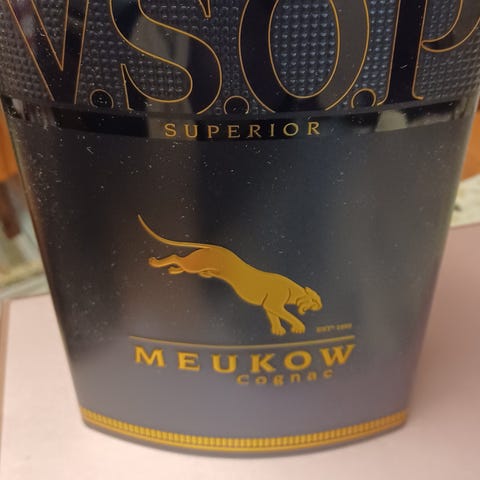 V.S.O.P
SUPERIOR
MEUKOW
Cognac